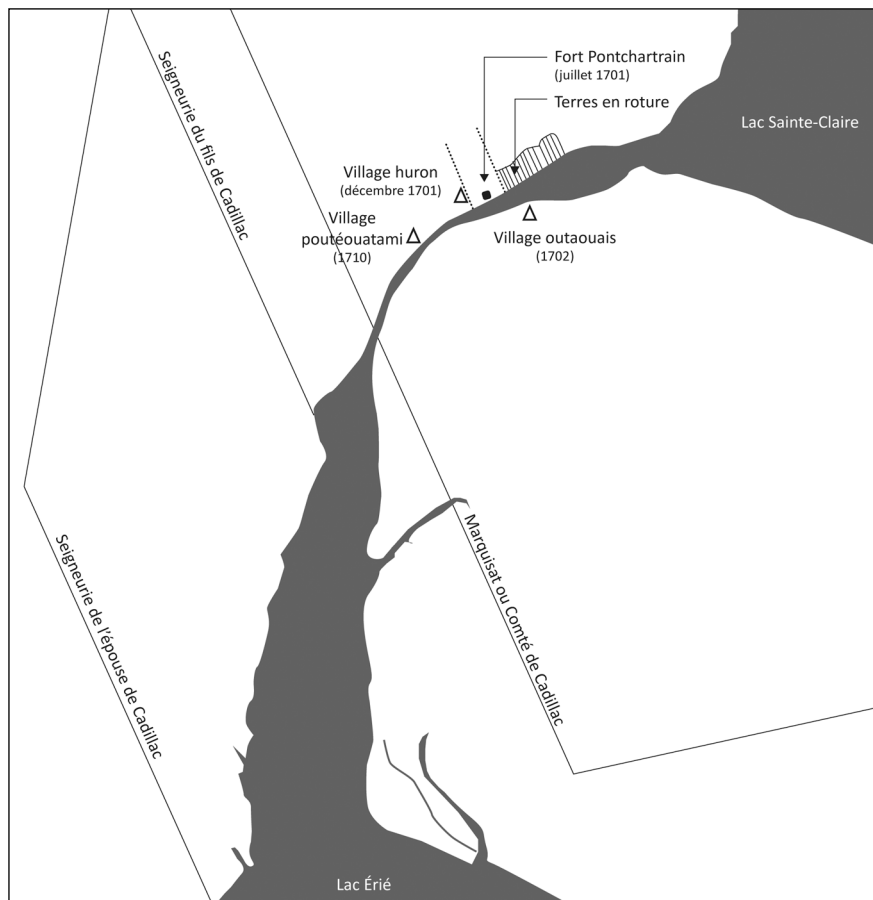 Fort Pontchartrain
(juillet 1701)
Terres en roture
Lac Sainte-Claire
Seigneurie du fils de Cadillac
Village huron
(décembre 1701)
Village
poutéouatami
(1710)
Village outaouais
(1702)
Marquisat ou Comté de Cadillac
Seigneurie de l'épouse de Cadillac
Lac Érié